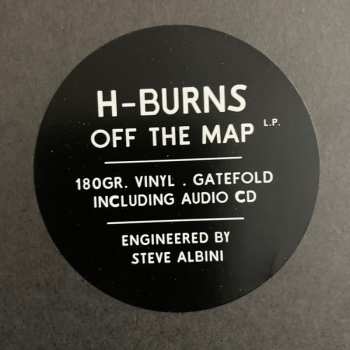 H-BURNS
OFF THE MAP L.P.
180GR. VINYL . GATEFOLD
INCLUDING AUDIO CD
ENGINEERED BY
STEVE ALBINI